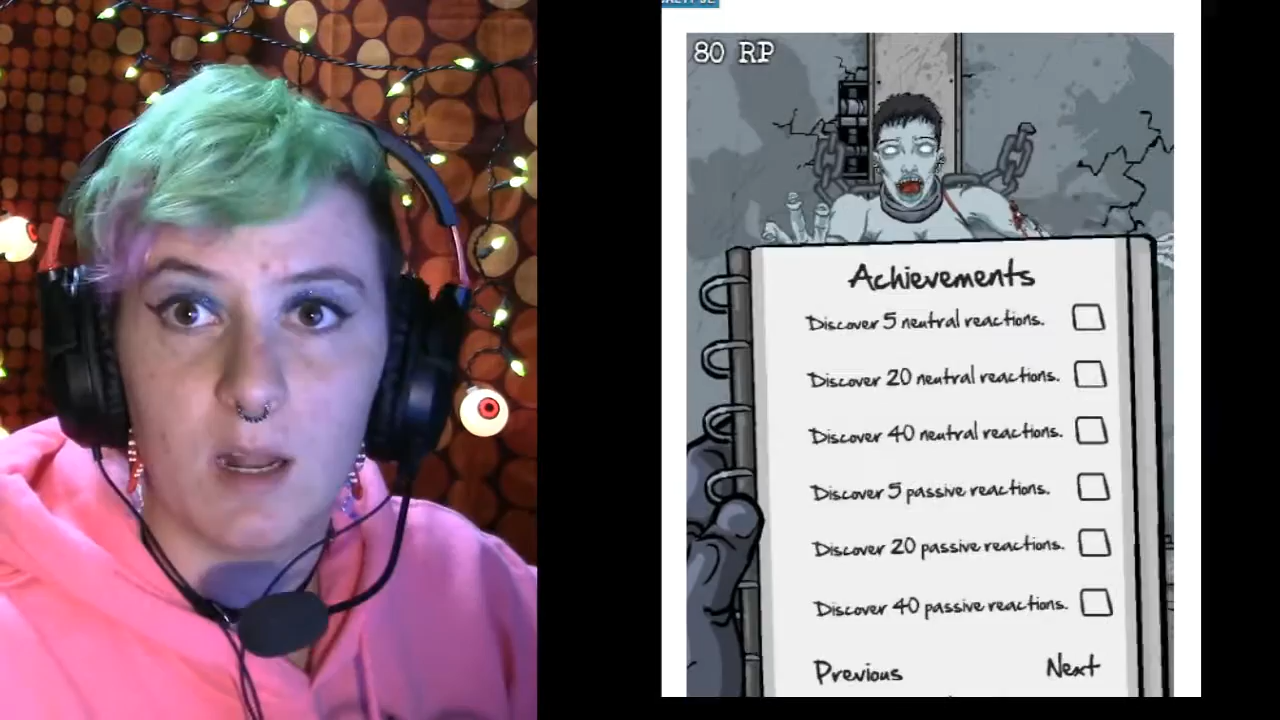 80 RP
Achievements
Discover 5 neutral reactions.
Discover 20 neutral reactions.
Discover 40 neutral reactions.
Discover 5 passive reactions.
Discover 20 passive reactions.
Discover 40 passive reactions.
Previous Next